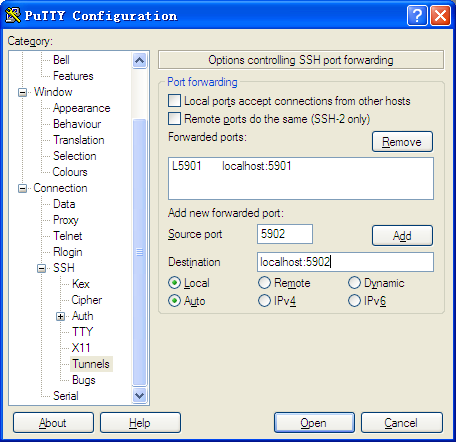 PuTTY Configuration
Category:
Bell
Features
Window
Appearance
Behaviour
Translation
Selection
Colours
Connection
Data
Proxy
Telnet
Rlogin
SSH
Kex
Cipher
Auth
TTY
X11
Tunnels
Bugs
Serial
Options controlling SSH port forwarding
Port forwarding
Local ports accept connections from other hosts
Remote ports do the same (SSH-2 only)
Forwarded ports:
Remove
L5901 localhost:5901
Add new forwarded port:
Source port 5902 Add
Destination localhost:5902
Local Remote Dynamic
Auto IPv4 IPv6
About Help Open Cancel